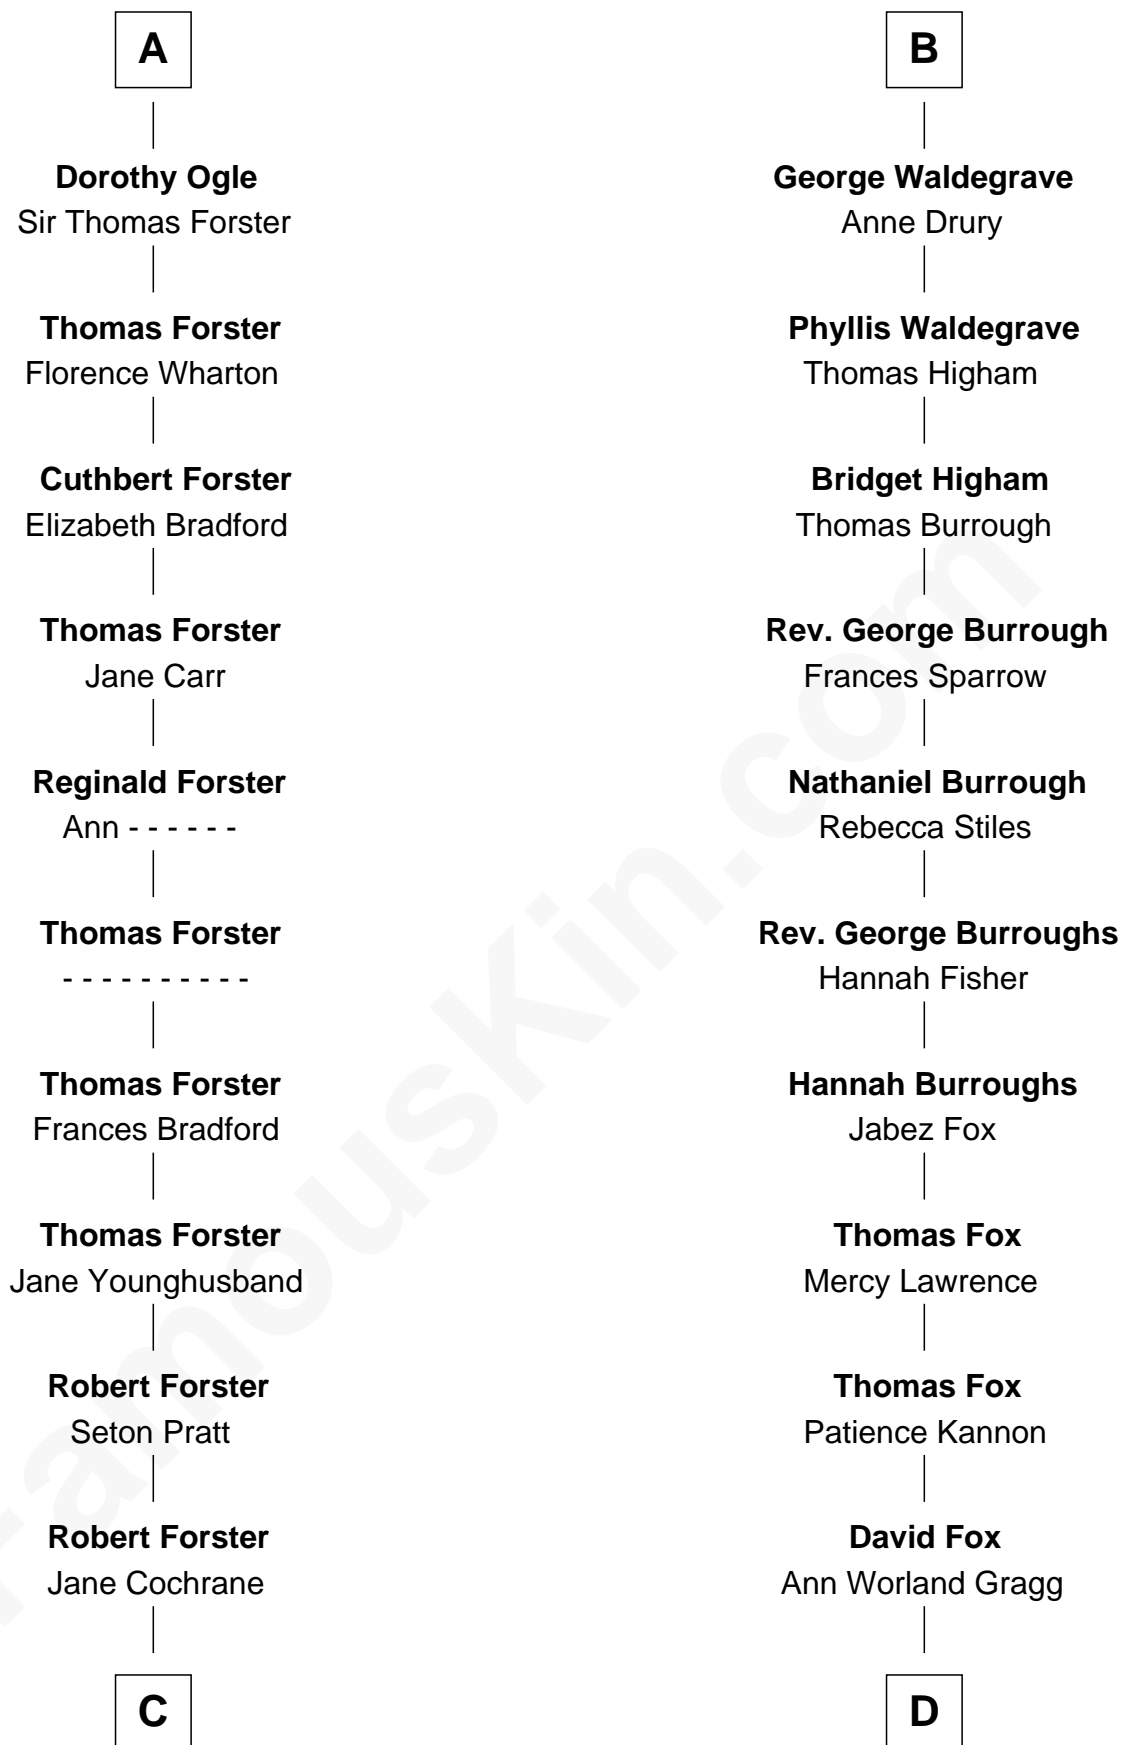 A
Dorothy Ogle
Sir Thomas Forster
Thomas Forster
Florence Wharton
Cuthbert Forster
Elizabeth Bradford
Thomas Forster
Jane Carr
Reginald Forster
Ann - - - - - -
Thomas Forster
- - - - - - - - - -
Thomas Forster
Frances Bradford
Thomas Forster
Jane Younghusband
Robert Forster
Seton Pratt
Robert Forster
Jane Cochrane
C
B
George Waldegrave
Anne Drury
Phyllis Waldegrave
Thomas Higham
Bridget Higham
Thomas Burrough
Rev. George Burrough
Frances Sparrow
Nathaniel Burrough
Rebecca Stiles
Rev. George Burroughs
Hannah Fisher
Hannah Burroughs
Jabez Fox
Thomas Fox
Mercy Lawrence
Thomas Fox
Patience Kannon
David Fox
Ann Worland Gragg
D
FamousKin.com